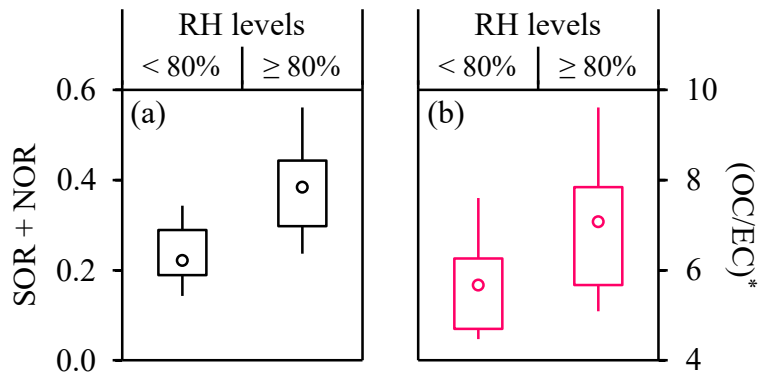 RH levels
< 80%
≥ 80%
(a)
SOR + NOR
0.6
0.4
0.2
0.0
RH levels
< 80%
≥ 80%
(b)
10
8
6
4
(OC/EC)*